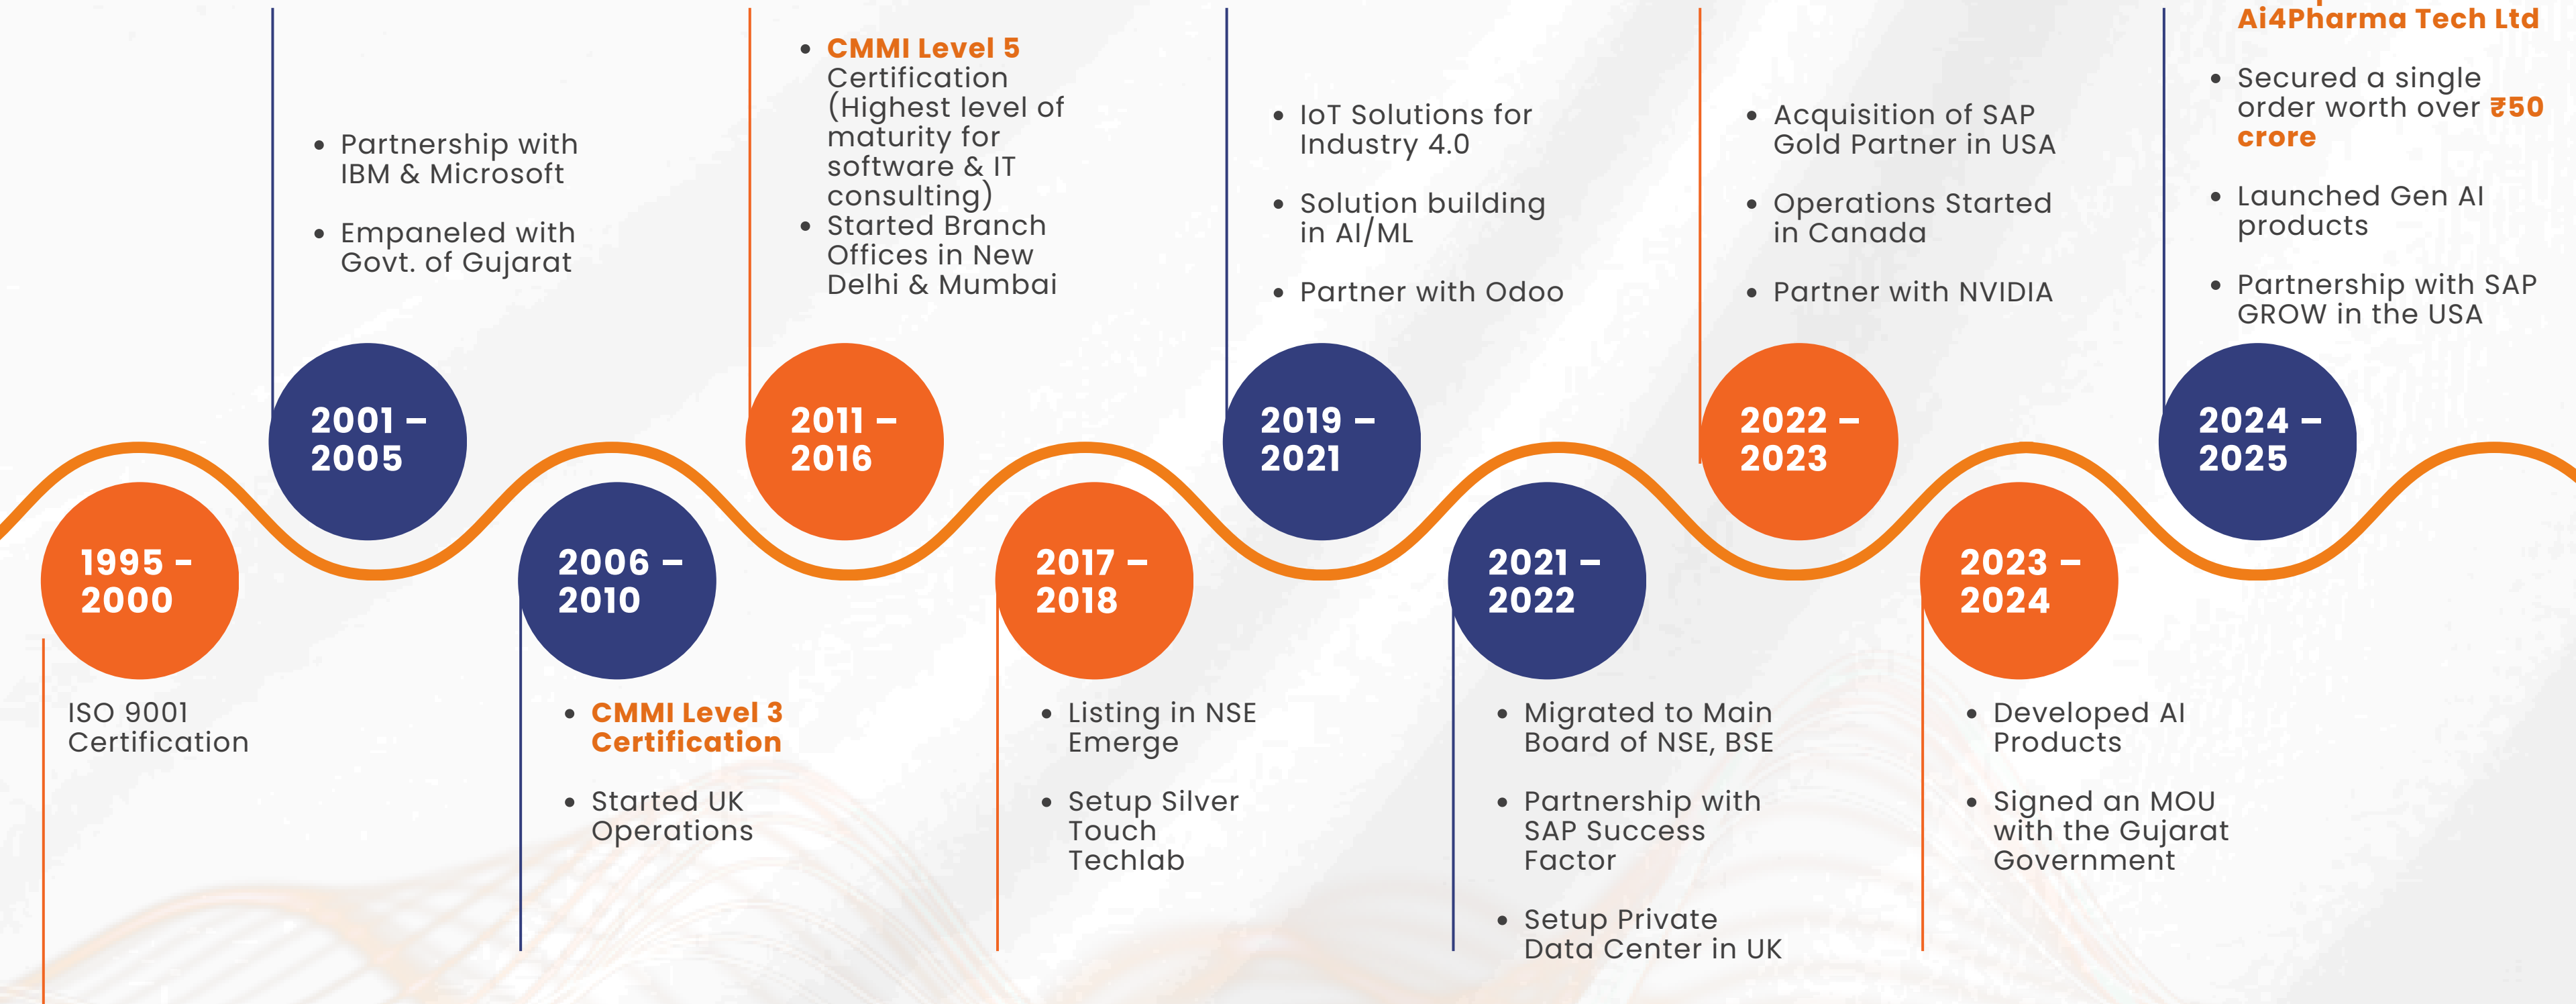 1995 –
2000
ISO 9001
Certification
2001 –
2005
• Partnership with
IBM & Microsoft
• Empaneled with
Govt. of Gujarat
2006 –
2010
• CMMI Level 3
Certification
• Started UK
Operations
2011 –
2016
• CMMI Level 5
Certification
(Highest level of
maturity for
software & IT
consulting)
• Started Branch
Offices in New
Delhi & Mumbai
2017 –
2018
• Listing in NSE
Emerge
• Setup Silver
Touch
Techlab
2019 –
2021
• IoT Solutions for
Industry 4.0
• Solution building
in AI/ML
• Partner with Odoo
2021 –
2022
• Migrated to Main
Board of NSE, BSE
• Partnership with
SAP Success
Factor
• Setup Private
Data Center in UK
2022 –
2023
• Acquisition of SAP
Gold Partner in USA
• Operations Started
in Canada
• Partner with NVIDIA
2023 –
2024
• Developed AI
Products
• Signed an MOU
with the Gujarat
Government
2024 –
2025
Ai4Pharma Tech Ltd
• Secured a single
order worth over ₹50
crore
• Launched Gen AI
products
• Partnership with SAP
GROW in the USA